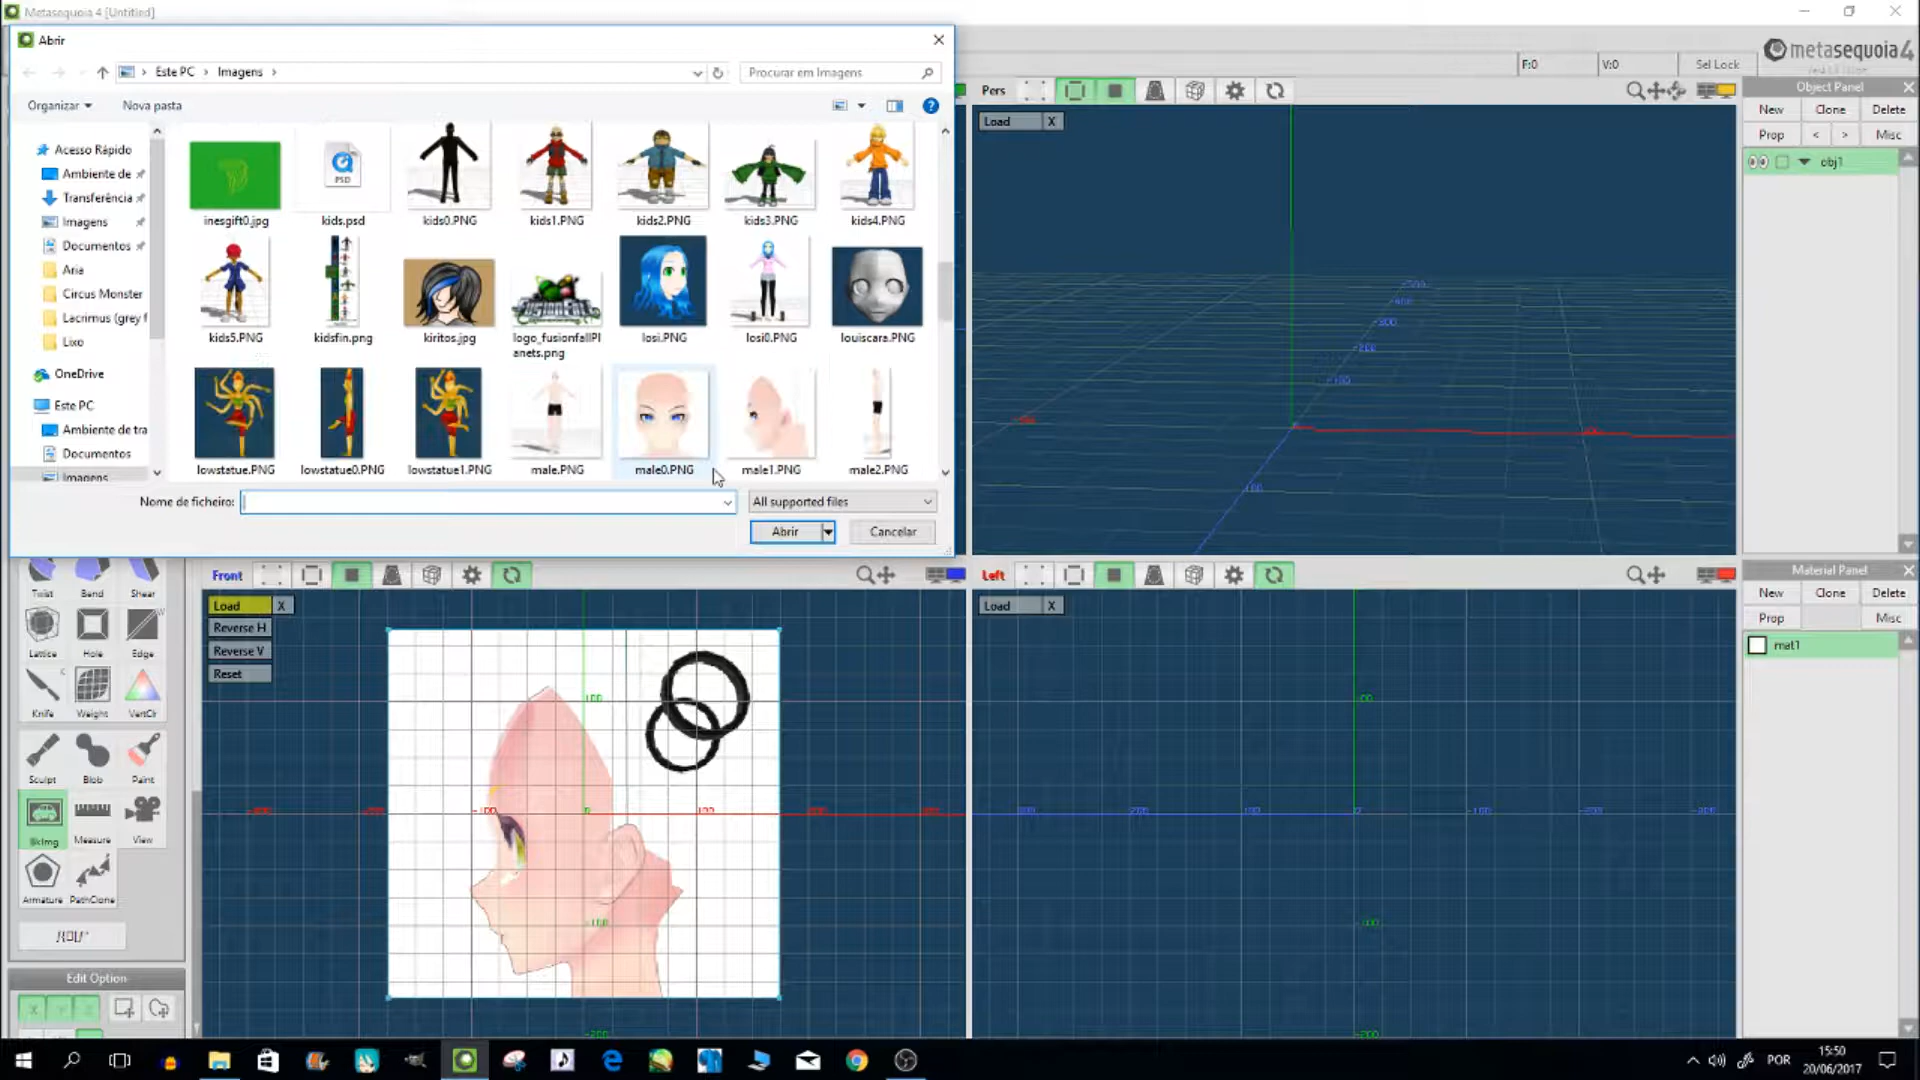 Metasequoia 4 [Untitled]
Abrir
Este PC > Imagens >
Procurar em Imagens
Organizar
Nova pasta
Acesso Rápido
Ambiente de
Transferência
Imagens
Documentos
Aria
Circus Monster
Lacrimus (grey f
Lixo
OneDrive
Este PC
Ambiente de tra
Documentos
Imagens
inesgift0.jpg
kids.psd
kids0.PNG
kids1.PNG
kids2.PNG
kids3.PNG
kids4.PNG
PSD
kids5.PNG
kidsfin.png
kiritos.jpg
logo_fusionfallPl
anets.png
losi.PNG
losi0.PNG
louiscara.PNG
lowstatue.PNG
lowstatue0.PNG
lowstatue1.PNG
male.PNG
male0.PNG
male1.PNG
male2.PNG
Nome de ficheiro:
All supported files
Abrir
Cancelar
metasequoia 4
F:0
V:0
Sel Lock
Pers
Load X
Object Panel
New Clone Delete
Prop < > Misc
obj1
Twist Bend Shear
Lattice Hole Edge
Knife Weight VertClr
Sculpt Blob Paint
BkImg Measure View
Armature PathClone
Edit Option
Front
Load X
Reverse H
Reverse V
Reset
Left
Load X
Material Panel
New Clone Delete
Prop Misc
mat1
POR
15:50
20/06/2017